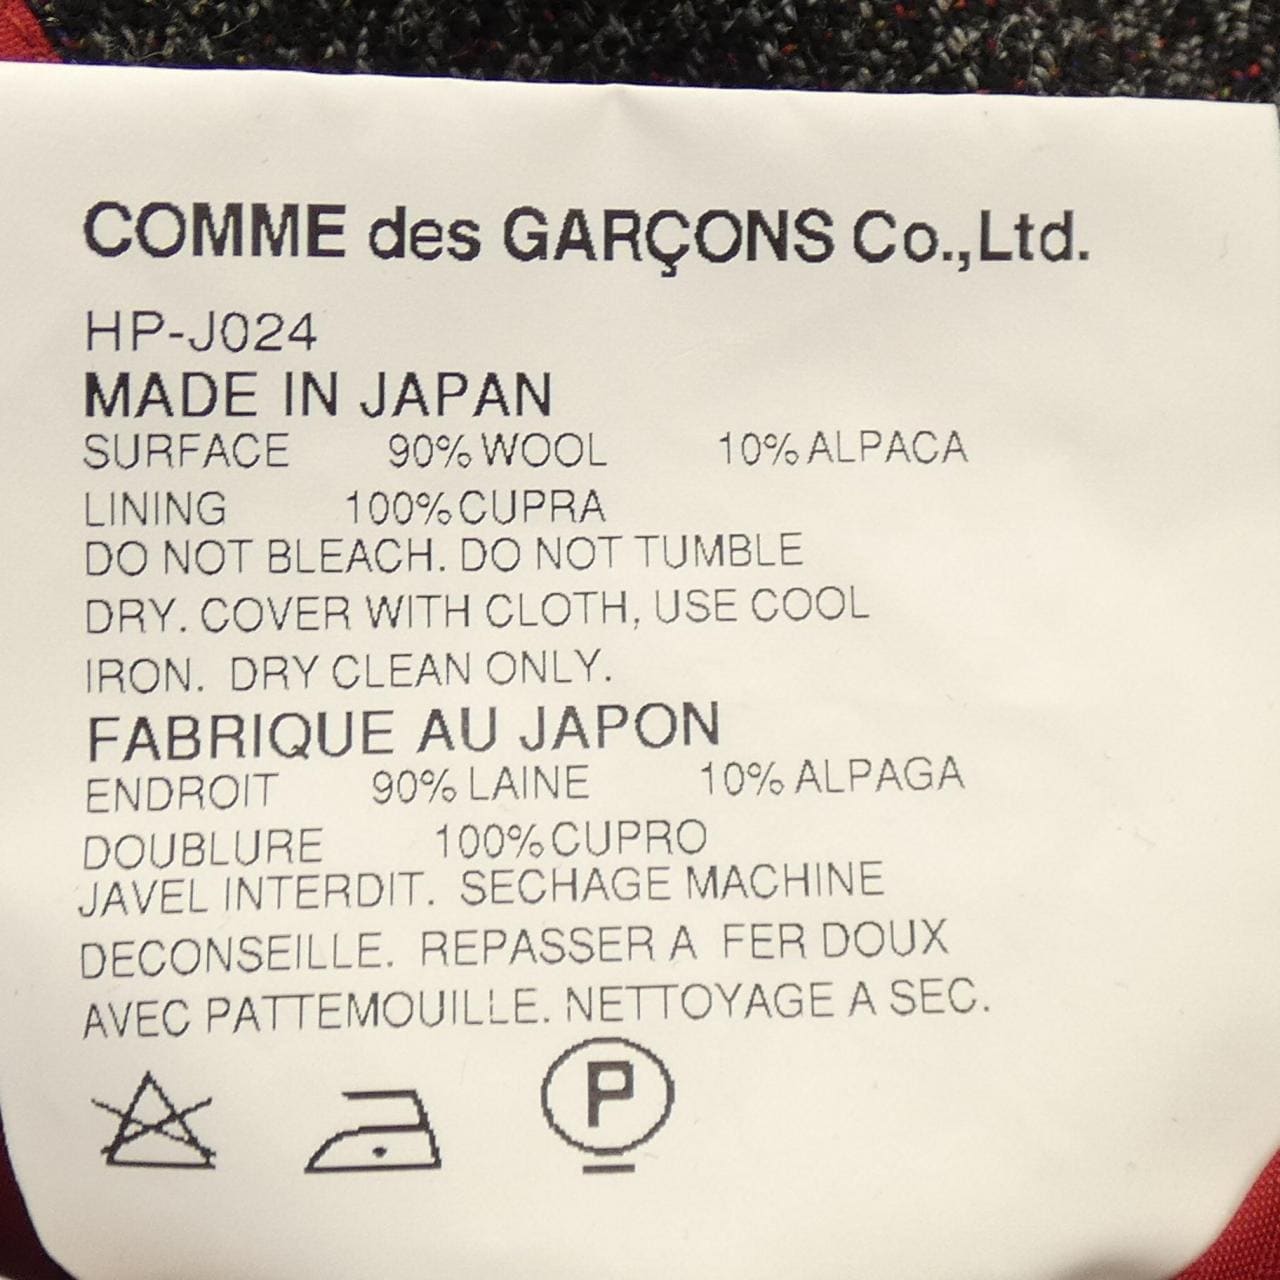 COMME des GARÇONS Co.,Ltd.
HP-J024
MADE IN JAPAN
SURFACE 90% WOOL 10% ALPACA
LINING 100% CUPRA
DO NOT BLEACH. DO NOT TUMBLE
DRY. COVER WITH CLOTH, USE COOL
IRON. DRY CLEAN ONLY.
FABRIQUE AU JAPON
ENDROIT 90% LAINE 10% ALPAGA
DOUBLURE 100% CUPRO
JAVEL INTERDIT. SECHAGE MACHINE
DECONSEILLE. REPASSER A FER DOUX
AVEC PATTEMOUILLE. NETTOYAGE A SEC.
P